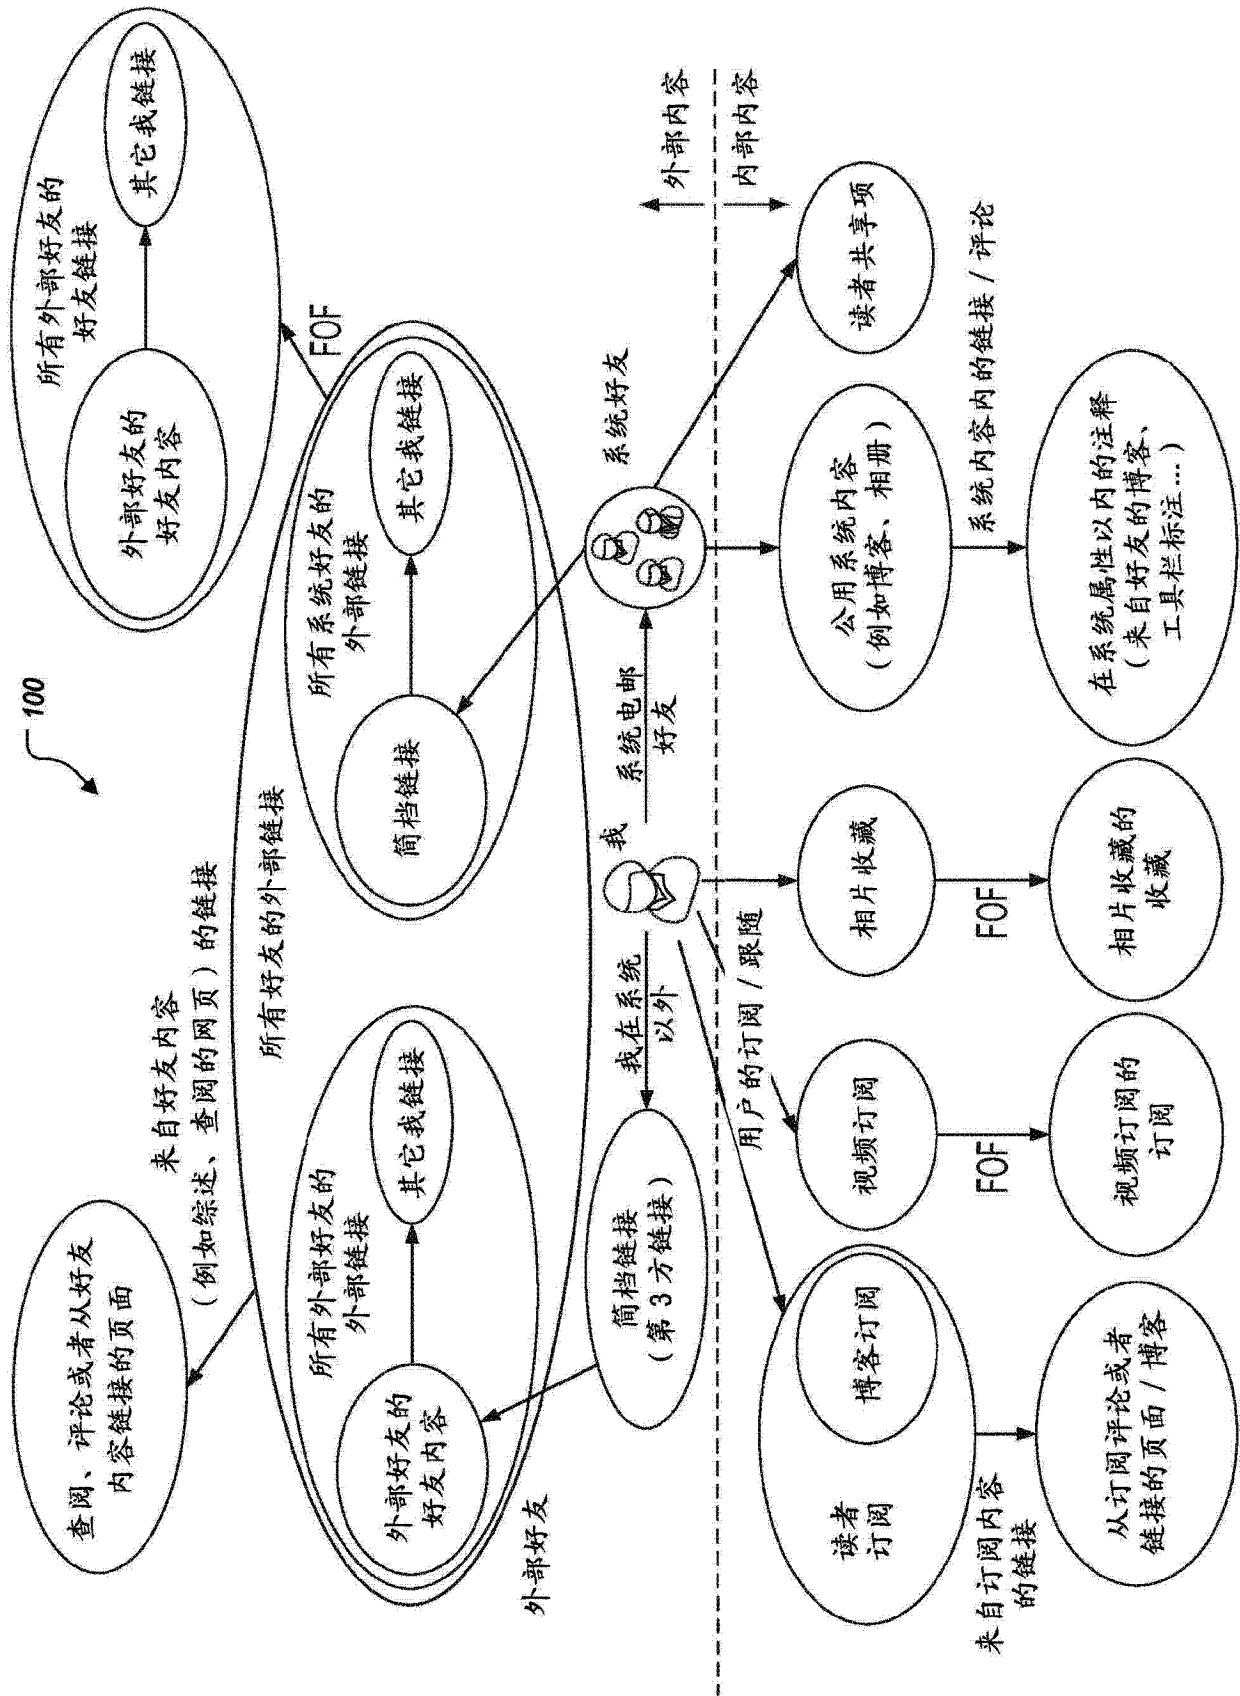 100
查阅、评论或者从好友
内容链接的页面
来自好友内容
（例如综述、查阅的网页）的链接
所有外部好友的
好友链接
外部好友的
好友内容
其它我链接
FOF
所有好友的外部链接
所有外部好友的
外部链接
外部好友的
好友内容
其它我链接
外部好友
所有系统好友的
外部链接
简档链接
其它我链接
简档链接
（第3方链接）
我在系统
以外
我
系统电邮
好友
系统好友
外部内容
内部内容
用户的订阅/跟随
读者
订阅
博客订阅
视频订阅
相片收藏
公用系统内容
（例如博客、相册）
读者共享项
来自订阅内容
的链接
FOF
FOF
系统内容内的链接/评论
从订阅评论或者
链接的页面/博客
视频订阅的
订阅
相片收藏的
收藏
在系统属性以内的注释
（来自好友的博客、
工具栏标注...）